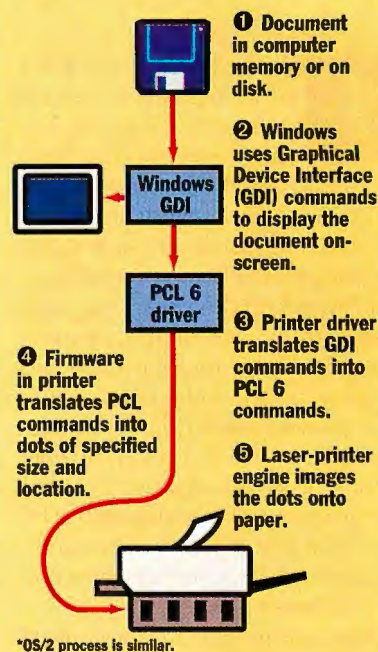 ❶ Document
in computer
memory or on
disk.
❷ Windows
uses Graphical
Device Interface
(GDI) commands
to display the
document on-
screen.
Windows
GDI
PCL 6
driver
❸ Printer driver
translates GDI
commands into
PCL 6
commands.
❹ Firmware
in printer
translates PCL
commands into
dots of specified
size and
location.
❺ Laser-printer
engine images
the dots onto
paper.
*OS/2 process is similar.